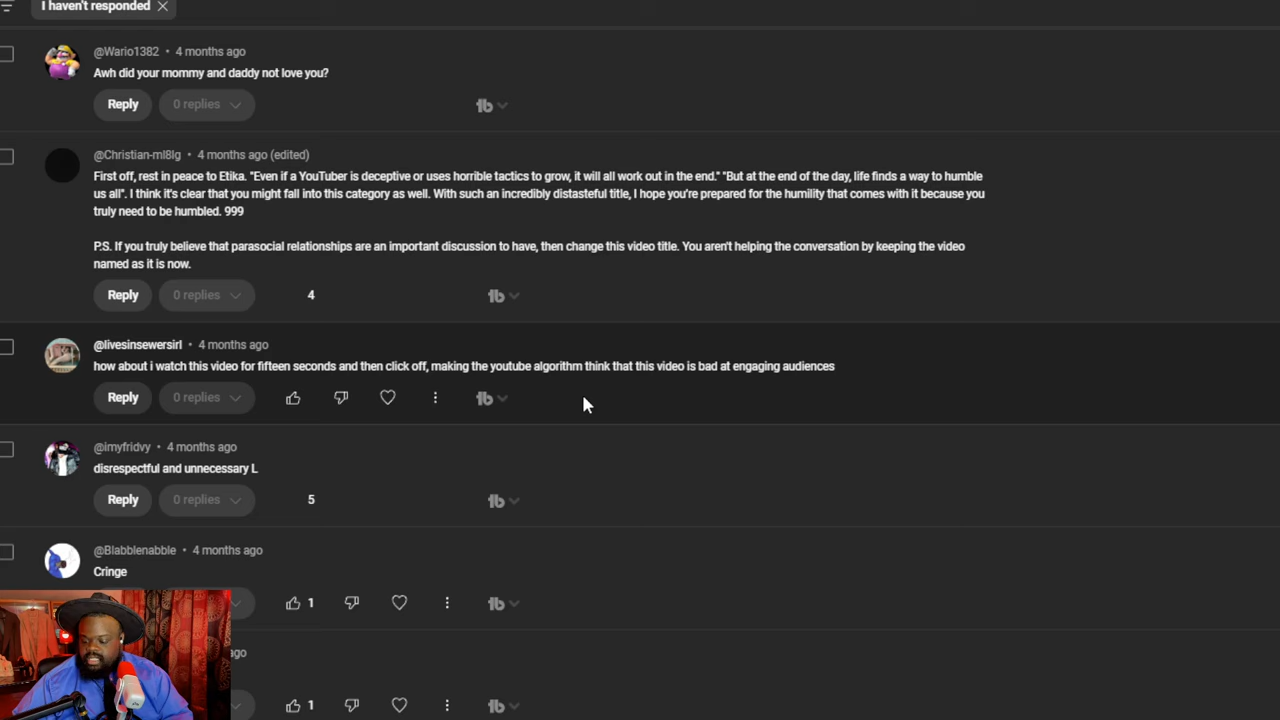 I haven't responded
@Wario1382 • 4 months ago
Awh did your mommy and daddy not love you?
Reply 0 replies
@Christian-ml8lg • 4 months ago (edited)
First off, rest in peace to Etika. "Even if a YouTuber is deceptive or uses horrible tactics to grow, it will all work out in the end." "But at the end of the day, life finds a way to humble
us all". I think it's clear that you might fall into this category as well. With such an incredibly distasteful title, I hope you're prepared for the humility that comes with it because you
truly need to be humbled. 999
P.S. If you truly believe that parasocial relationships are an important discussion to have, then change this video title. You aren't helping the conversation by keeping the video
named as it is now.
Reply 0 replies 4
@livesinsewersirl • 4 months ago
how about i watch this video for fifteen seconds and then click off, making the youtube algorithm think that this video is bad at engaging audiences
Reply 0 replies
@imyfridvy • 4 months ago
disrespectful and unnecessary L
Reply 0 replies 5
@Blabblenabble • 4 months ago
Cringe
1
ago
1